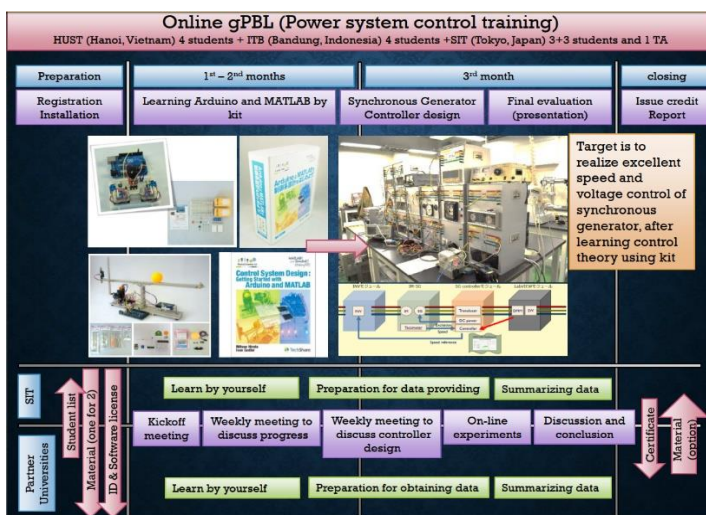 Online gPBL (Power system control training)
HUST (Hanoi, Vietnam) 4 students + ITB (Bandung, Indonesia) 4 students +SIT (Tokyo, Japan) 3+3 students and 1 TA
Preparation
1st – 2nd months
3rd month
closing
Registration
Installation
Learning Arduino and MATLAB by
kit
Synchronous Generator
Controller design
Final evaluation
(presentation)
Issue credit
Report
Arduino & MATLAB
Target is to
realize excellent
speed and
voltage control of
synchronous
generator, after
learning control
theory using kit
Control System Design:
Getting Started with
Arduino and MATLAB
TechShare
Transducer
Controller
SIT
Partner
Universities
Student list
Material (one for 2)
ID & Software license
Learn by yourself
Preparation for data providing
Summarizing data
Kickoff
meeting
Weekly meeting to
discuss progress
Weekly meeting to
discuss controller
design
On-line
experiments
Discussion and
conclusion
Learn by yourself
Preparation for obtaining data
Summarizing data
Certificate
Material
(option)